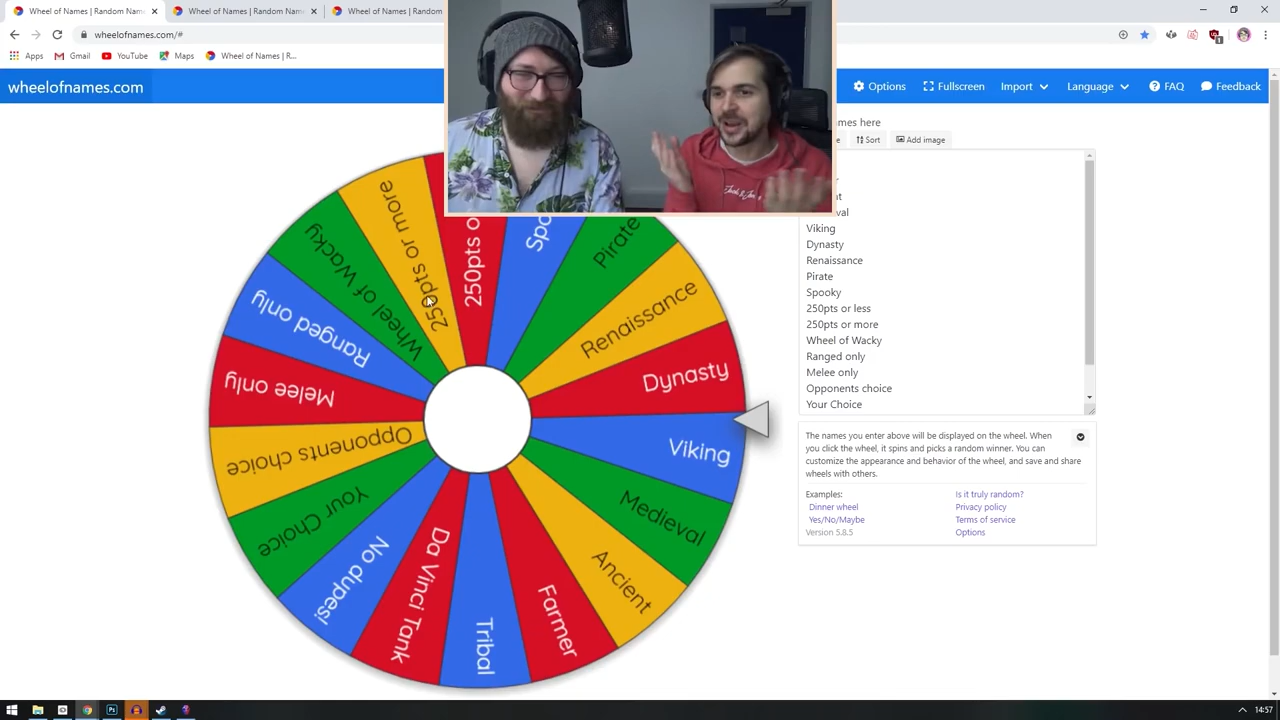 Wheel of Names | Random Name
Wheel of Names | Random Name
Wheel of Names | Rando
wheelofnames.com/#
Apps
Gmail
YouTube
Maps
Wheel of Names | R...
wheelofnames.com
Options
Fullscreen
Import
Language
FAQ
Feedback
mes here
Sort
Add image
Viking
Dynasty
Renaissance
Pirate
Spooky
250pts or less
250pts or more
Wheel of Wacky
Ranged only
Melee only
Opponents choice
Your Choice
The names you enter above will be displayed on the wheel. When
you click the wheel, it spins and picks a random winner. You can
customize the appearance and behavior of the wheel, and save and share
wheels with others.
Examples:
Dinner wheel
Yes/No/Maybe
Version 5.8.5
Is it truly random?
Privacy policy
Terms of service
Options
250pts or more
250pts o
Spo
Pirate
Renaissance
Dynasty
Viking
Medieval
Ancient
Farmer
Tribal
Da Vinci Tank
No dupes!
Your Choice
Opponents choice
Melee only
Ranged only
Wheel of Wacky
14:57